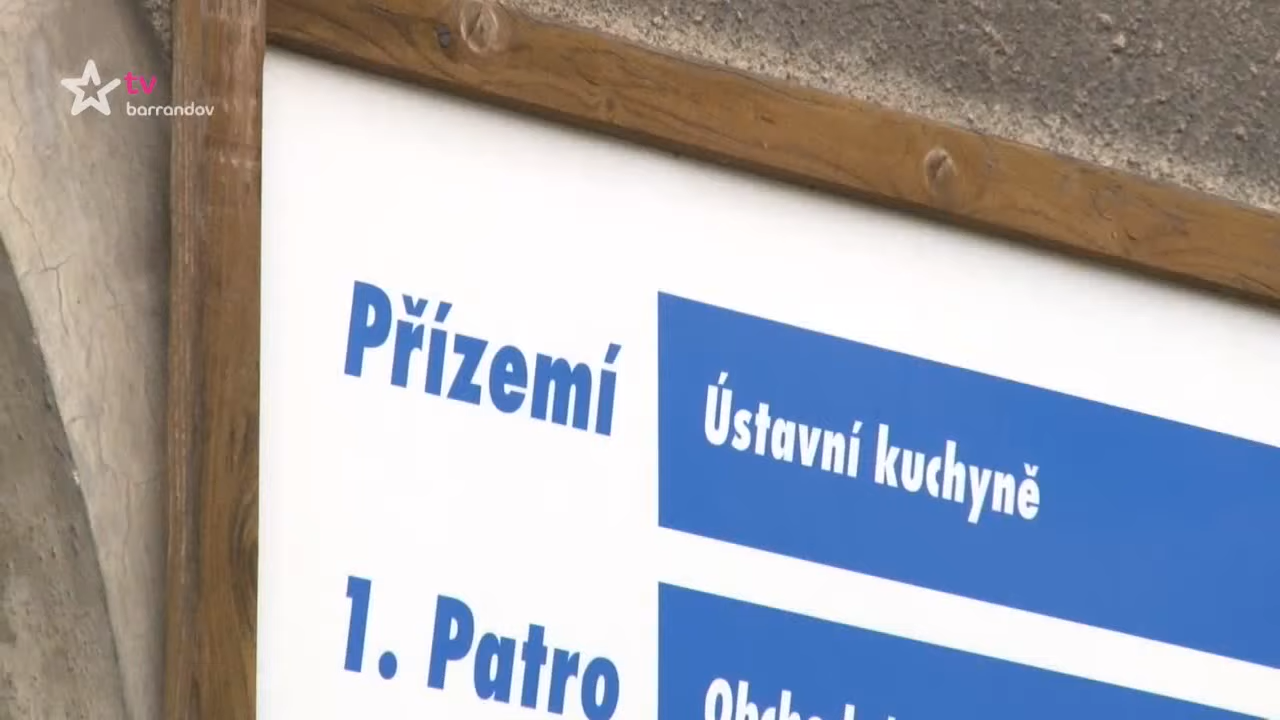 tv
barrandov
Přízemí
Ústavní kuchyně
1. Patro